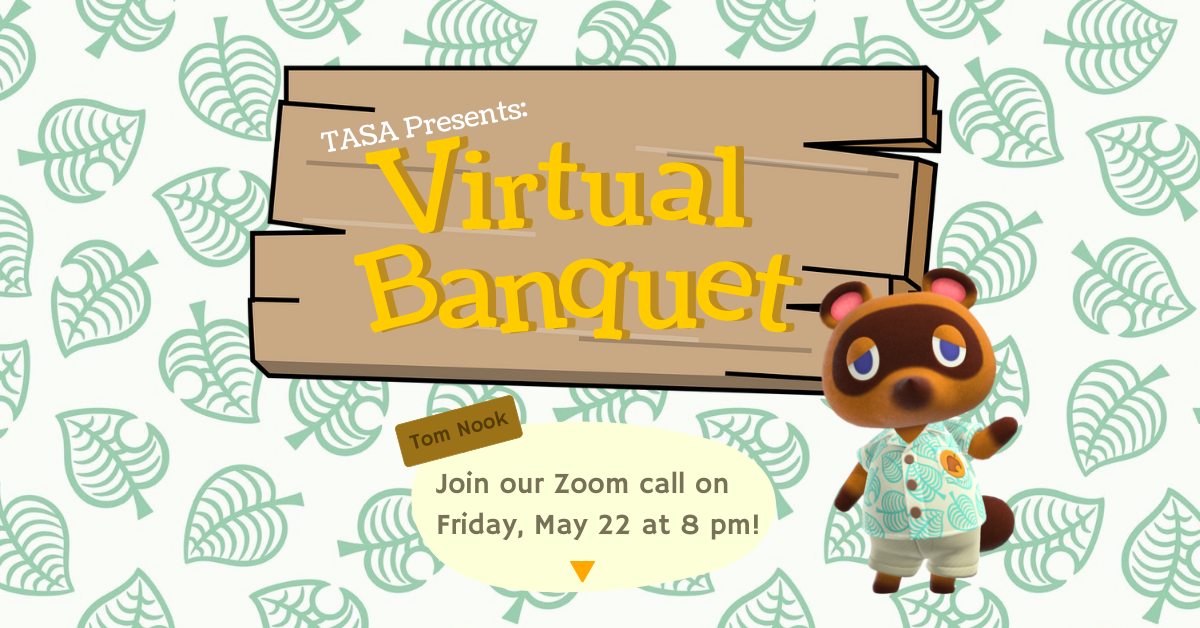 TASA Presents:
Virtual
Banquet
Tom Nook
Join our Zoom call on
Friday, May 22 at 8 pm!